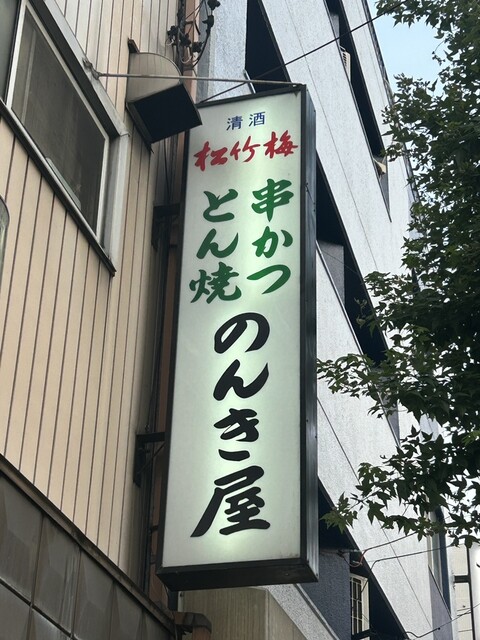 清酒
松竹梅
串かつ
とん焼
のんき屋